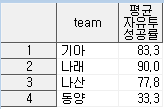 team 평균
자유투
성공률
1 기아 83,3
2 나래 90,0
3 나산 77,8
4 동양 33,3